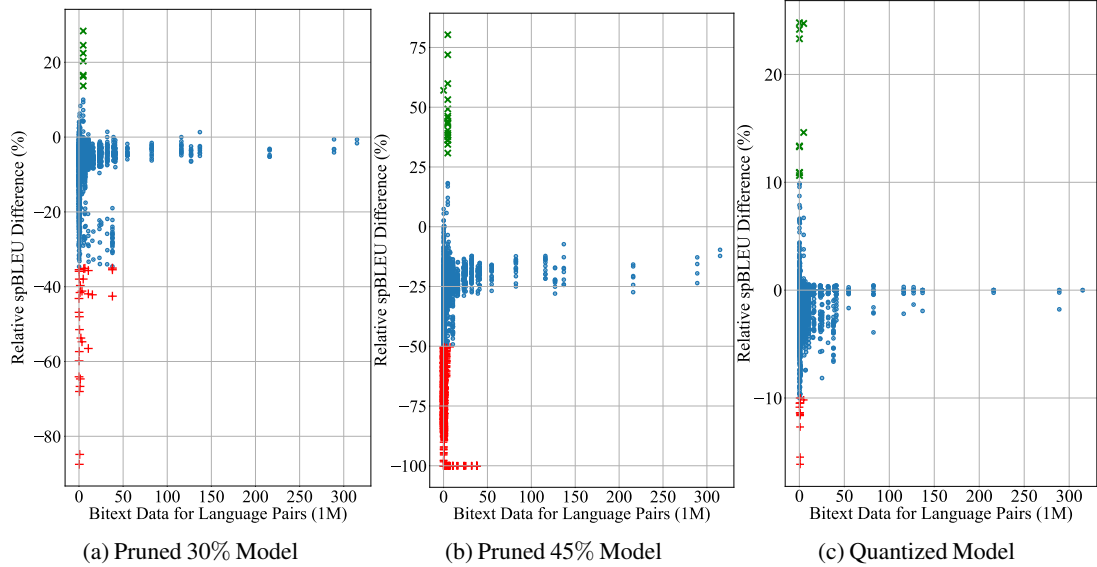 20
0
−20
−40
−60
−80
Relative spBLEU Difference (%)
0 50 100 150 200 250 300
Bitext Data for Language Pairs (1M)
(a) Pruned 30% Model
75
50
25
0
−25
−50
−75
−100
Relative spBLEU Difference (%)
0 50 100 150 200 250 300
Bitext Data for Language Pairs (1M)
(b) Pruned 45% Model
20
10
0
−10
Relative spBLEU Difference (%)
0 50 100 150 200 250 300
Bitext Data for Language Pairs (1M)
(c) Quantized Model